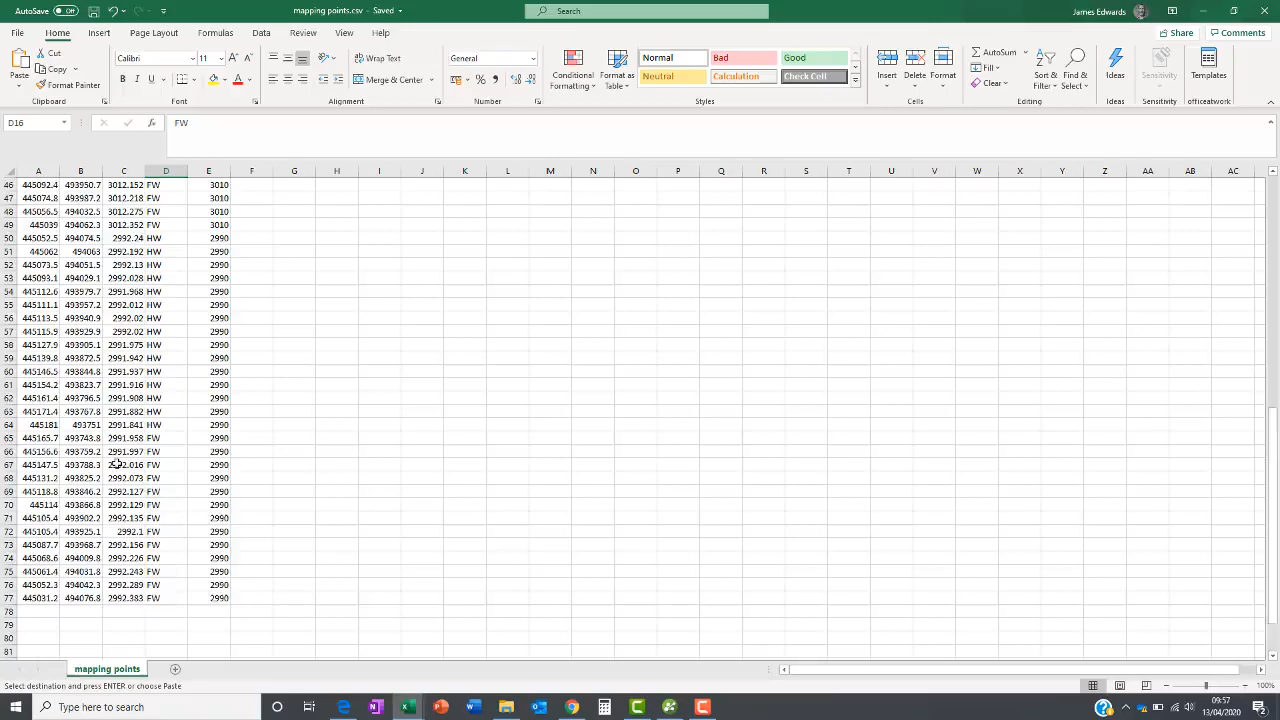 AutoSave Off mapping points.csv - Saved Search James Edwards
File Home Insert Page Layout Formulas Data Review View Help Share Comments
Paste Cut Copy Format Painter Calibri 11 B I U Wrap Text Merge & Center General Conditional Formatting Format as Table Normal Bad Good Neutral Calculation Check Cell Insert Delete Format AutoSum Fill Clear Sort & Filter Find & Select Ideas Sensitivity Templates
Clipboard Font Alignment Number Styles Cells Editing Ideas Sensitivity officeatwork
D16 FW
A B C D E F G H I J K L M N O P Q R S T U V W X Y Z AA AB AC
46 445092.4 493950.7 3012.152 FW 3010
47 445074.8 493987.2 3012.218 FW 3010
48 445056.5 494032.5 3012.275 FW 3010
49 445039 494062.3 3012.352 FW 3010
50 445052.5 494074.5 2992.24 HW 2990
51 445062 494063 2992.192 HW 2990
52 445073.5 494051.5 2992.13 HW 2990
53 445093.1 494029.1 2992.028 HW 2990
54 445112.6 493979.7 2991.968 HW 2990
55 445111.1 493957.2 2992.012 HW 2990
56 445113.5 493940.9 2992.02 HW 2990
57 445115.9 493929.9 2992.02 HW 2990
58 445127.9 493905.1 2991.975 HW 2990
59 445139.8 493872.5 2991.942 HW 2990
60 445146.5 493844.8 2991.937 HW 2990
61 445154.2 493823.7 2991.916 HW 2990
62 445161.4 493796.5 2991.908 HW 2990
63 445171.4 493767.8 2991.882 HW 2990
64 445181 493751 2991.841 HW 2990
65 445165.7 493743.8 2991.958 FW 2990
66 445156.6 493759.2 2991.997 FW 2990
67 445147.5 493788.3 2992.016 FW 2990
68 445131.2 493825.2 2992.073 FW 2990
69 445118.8 493846.2 2992.127 FW 2990
70 445114 493866.8 2992.129 FW 2990
71 445105.4 493902.2 2992.135 FW 2990
72 445105.4 493925.1 2992.1 FW 2990
73 445087.7 493968.7 2992.156 FW 2990
74 445068.6 494009.8 2992.226 FW 2990
75 445061.4 494031.8 2992.243 FW 2990
76 445052.3 494042.3 2992.289 FW 2990
77 445031.2 494076.8 2992.383 FW 2990
78
79
80
81
mapping points
Select destination and press ENTER or choose Paste 100%
Type here to search 09:57
13/04/2020